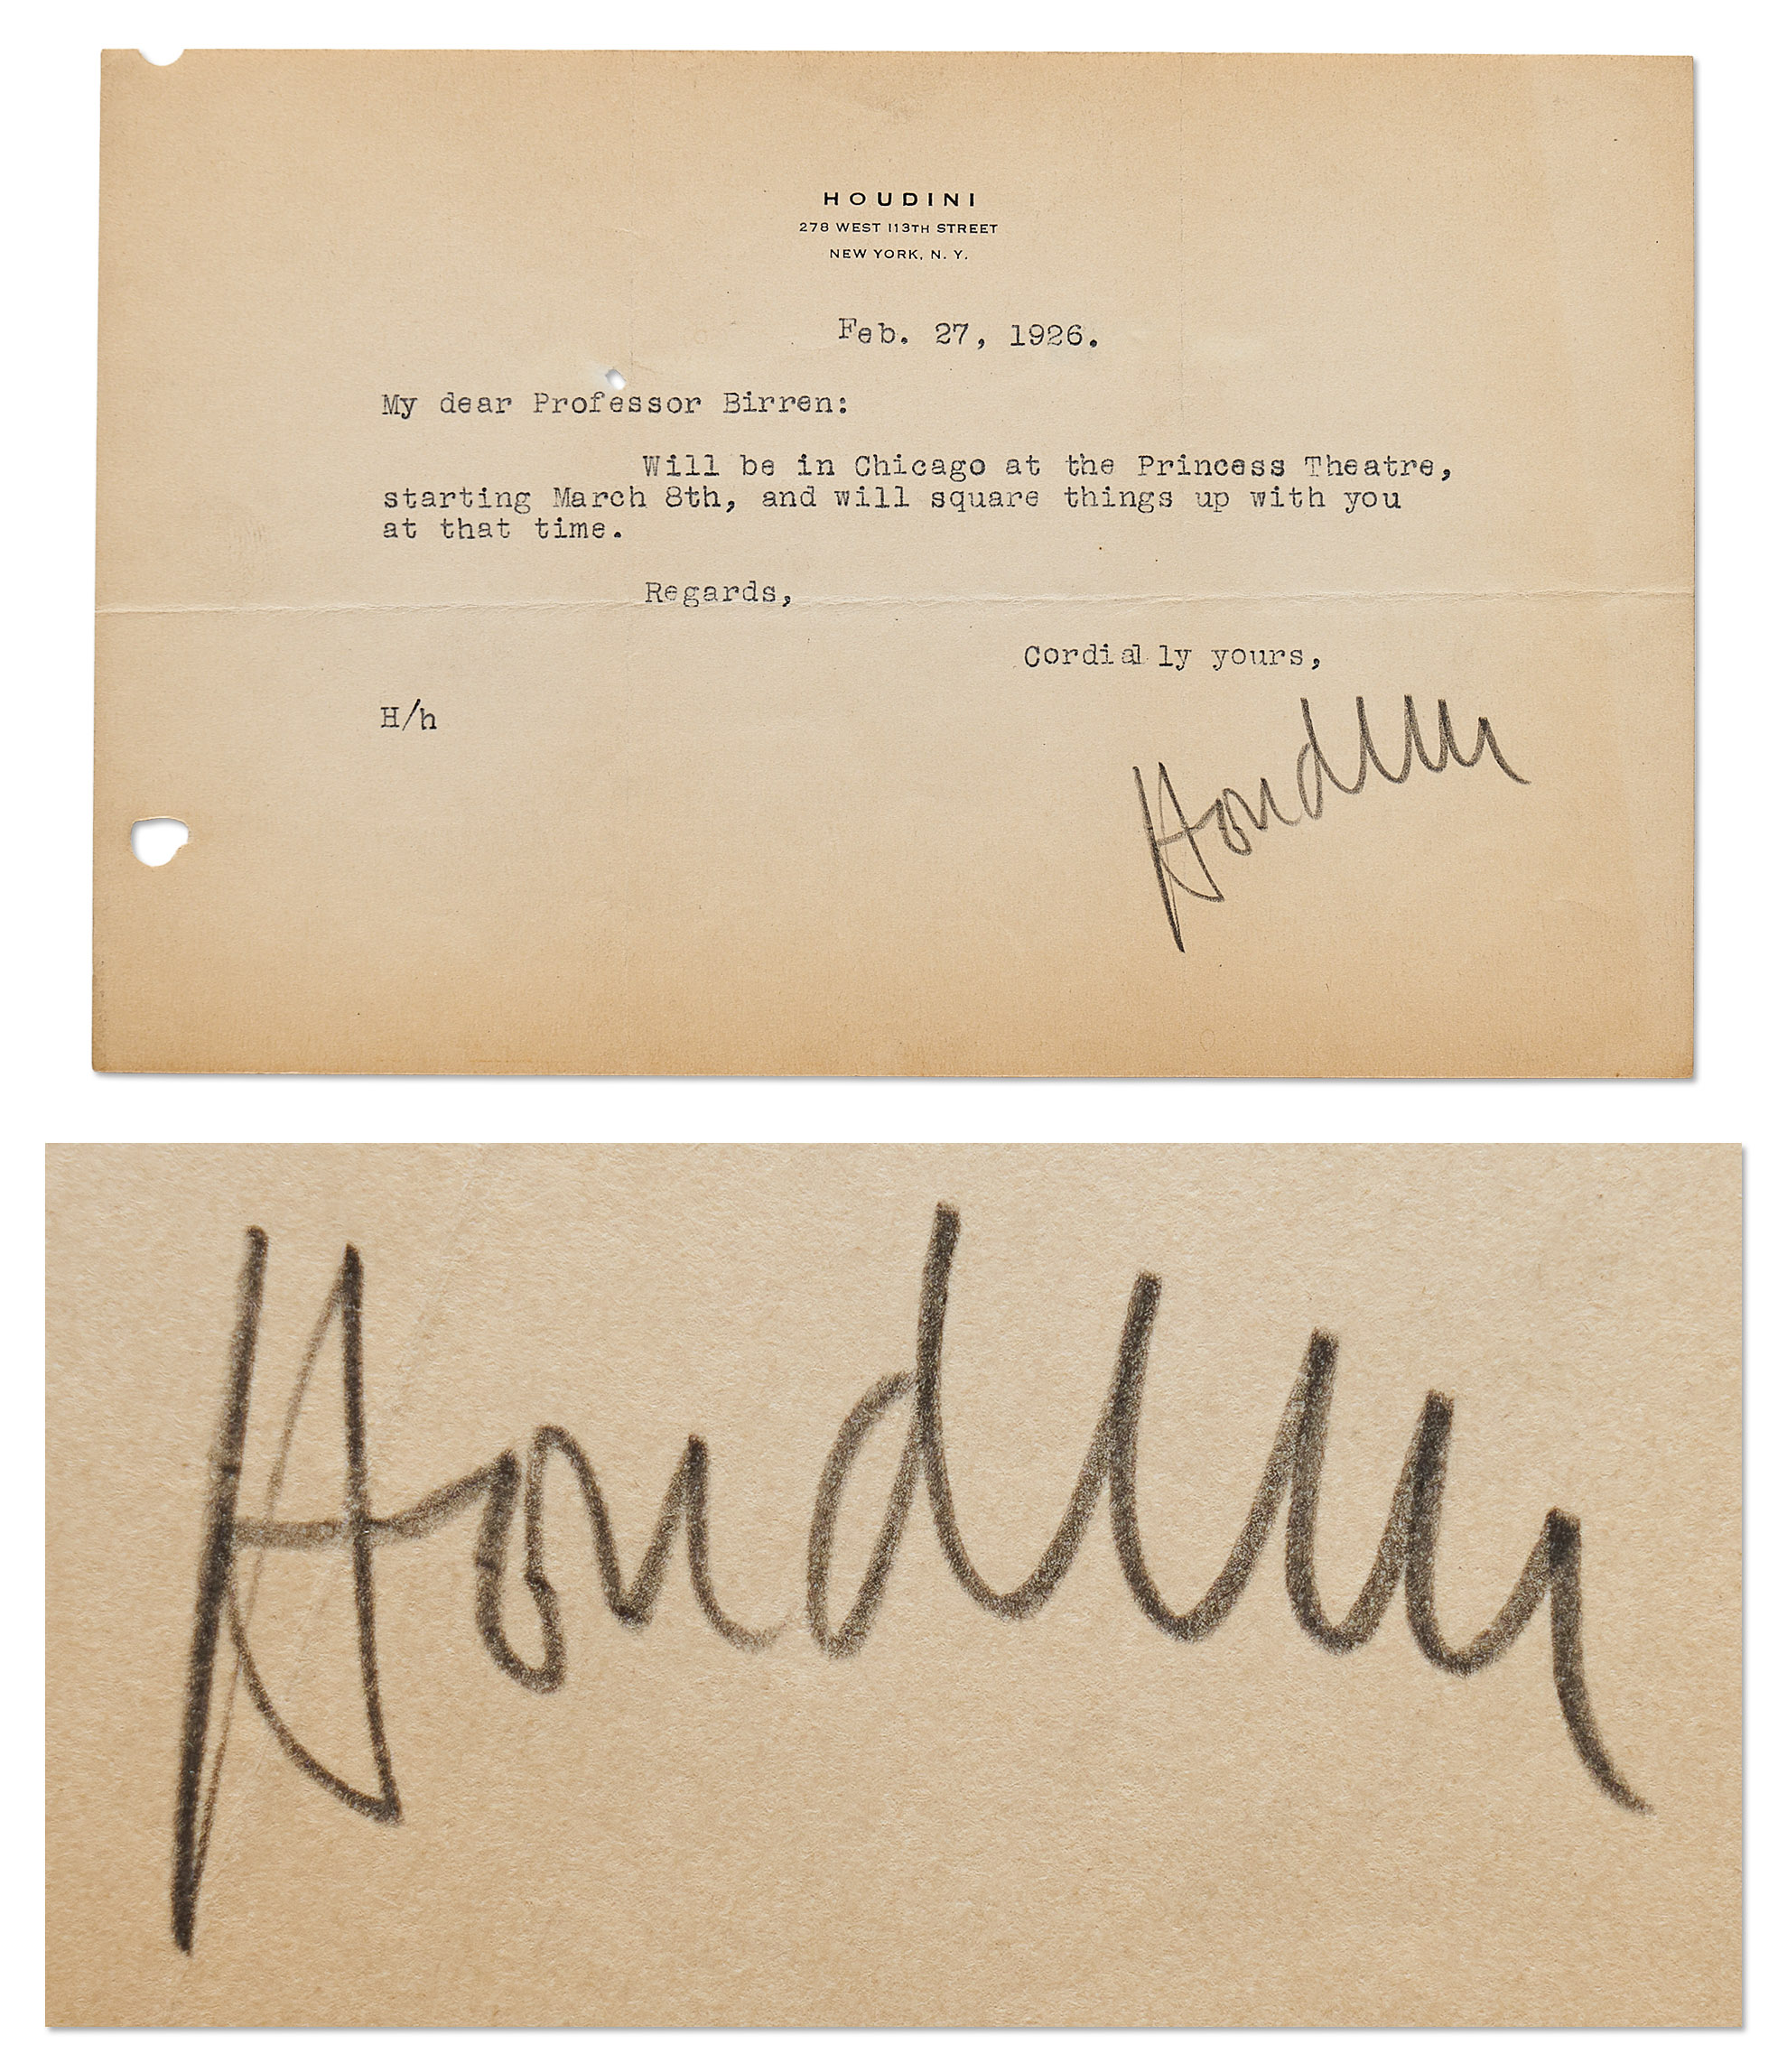 HOUDINI
278 WEST 113TH STREET
NEW YORK, N. Y.
Feb. 27, 1926.
My dear Professor Birren:
Will be in Chicago at the Princess Theatre,
starting March 8th, and will square things up with you
at that time.
Regards,
Cordially yours,
H/h
Houdini
Houdini